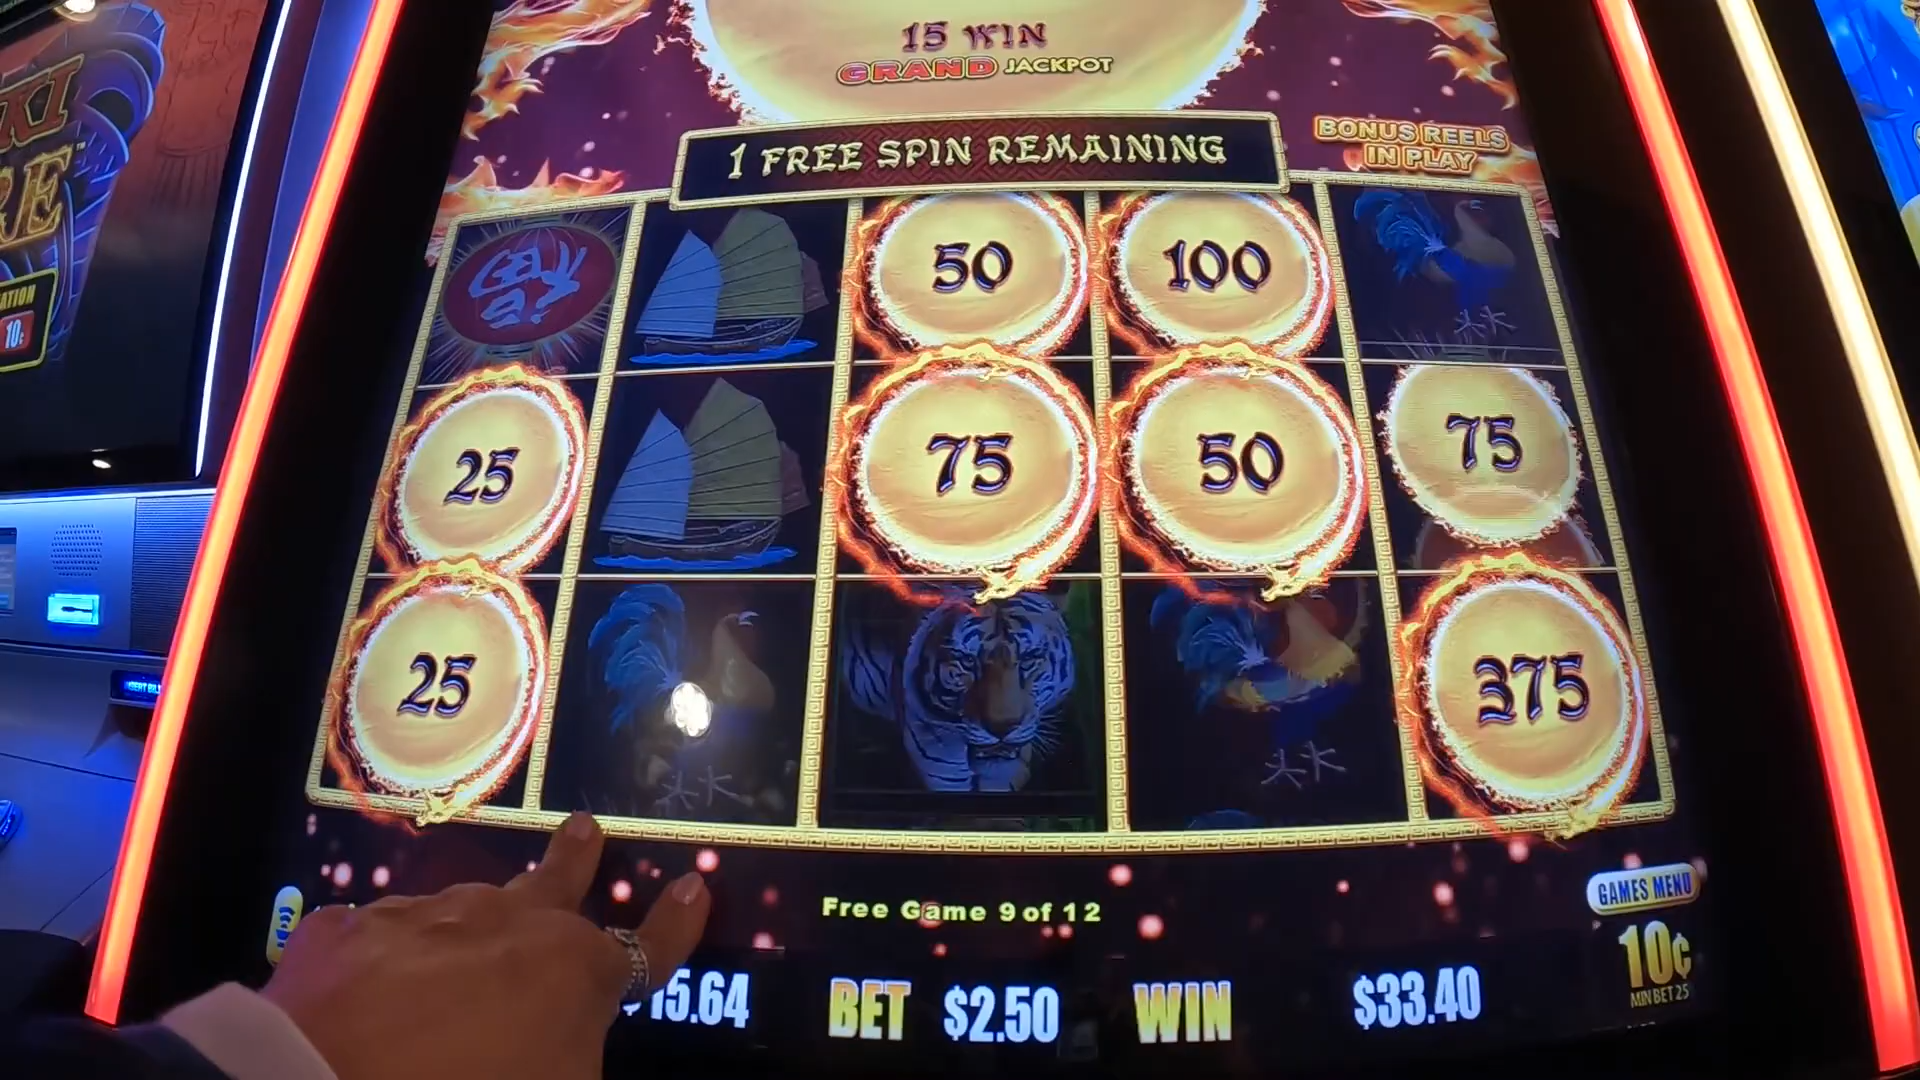 15 WIN
GRAND JACKPOT
1 FREE SPIN REMAINING
BONUS REELS
IN PLAY
50
100
25
75
50
75
25
375
Free Game 9 of 12
GAMES MENU
10¢
MIN BET 25
15.64
BET $2.50
WIN $33.40
10¢